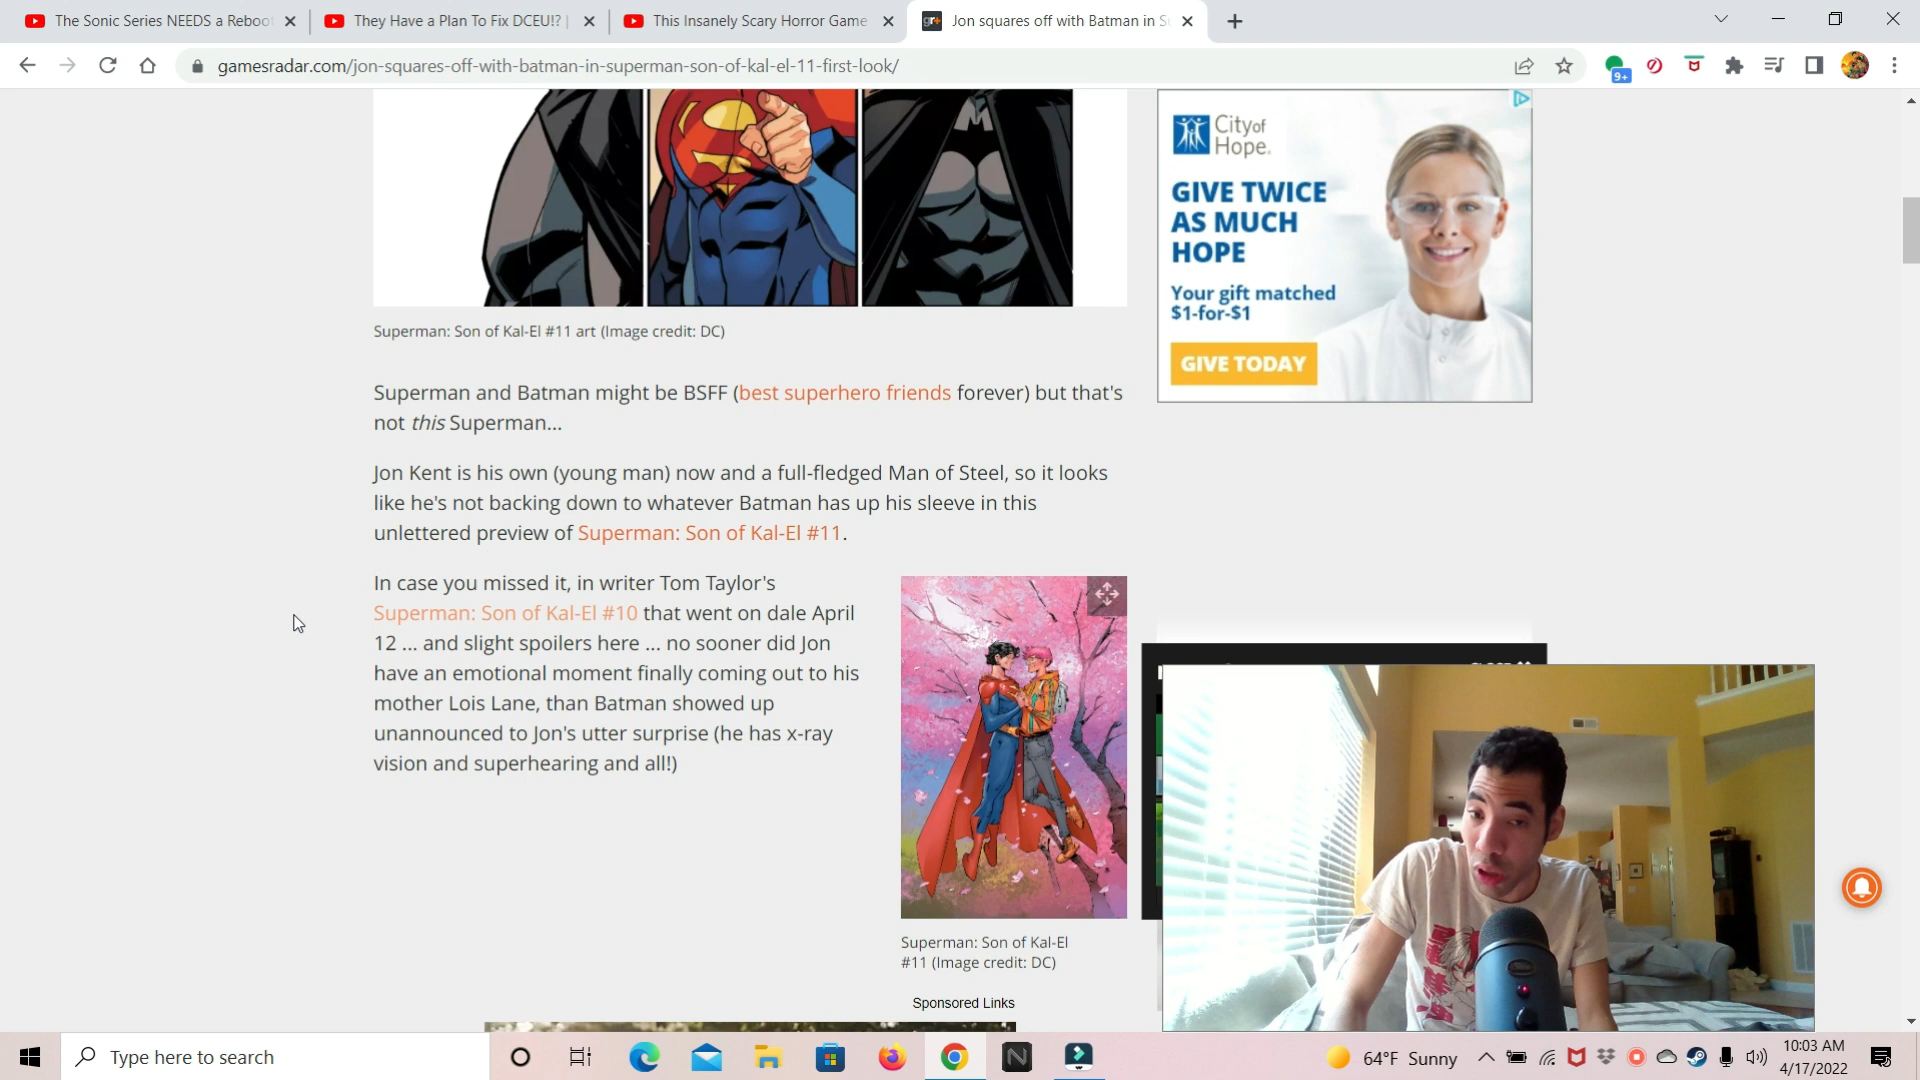 The Sonic Series NEEDS a Reboot
They Have a Plan To Fix DCEU!? |
This Insanely Scary Horror Game
gr+
Jon squares off with Batman in S
gamesradar.com/jon-squares-off-with-batman-in-superman-son-of-kal-el-11-first-look/
9+
Superman: Son of Kal-El #11 art (Image credit: DC)
Superman and Batman might be BSFF (best superhero friends forever) but that's
not this Superman...
Jon Kent is his own (young man) now and a full-fledged Man of Steel, so it looks
like he's not backing down to whatever Batman has up his sleeve in this
unlettered preview of Superman: Son of Kal-El #11.
In case you missed it, in writer Tom Taylor's
Superman: Son of Kal-El #10 that went on dale April
12 ... and slight spoilers here ... no sooner did Jon
have an emotional moment finally coming out to his
mother Lois Lane, than Batman showed up
unannounced to Jon's utter surprise (he has x-ray
vision and superhearing and all!)
Superman: Son of Kal-El
#11 (Image credit: DC)
Sponsored Links
City of
Hope.
GIVE TWICE
AS MUCH
HOPE
Your gift matched
$1-for-$1
GIVE TODAY
Type here to search
64°F Sunny
10:03 AM
4/17/2022